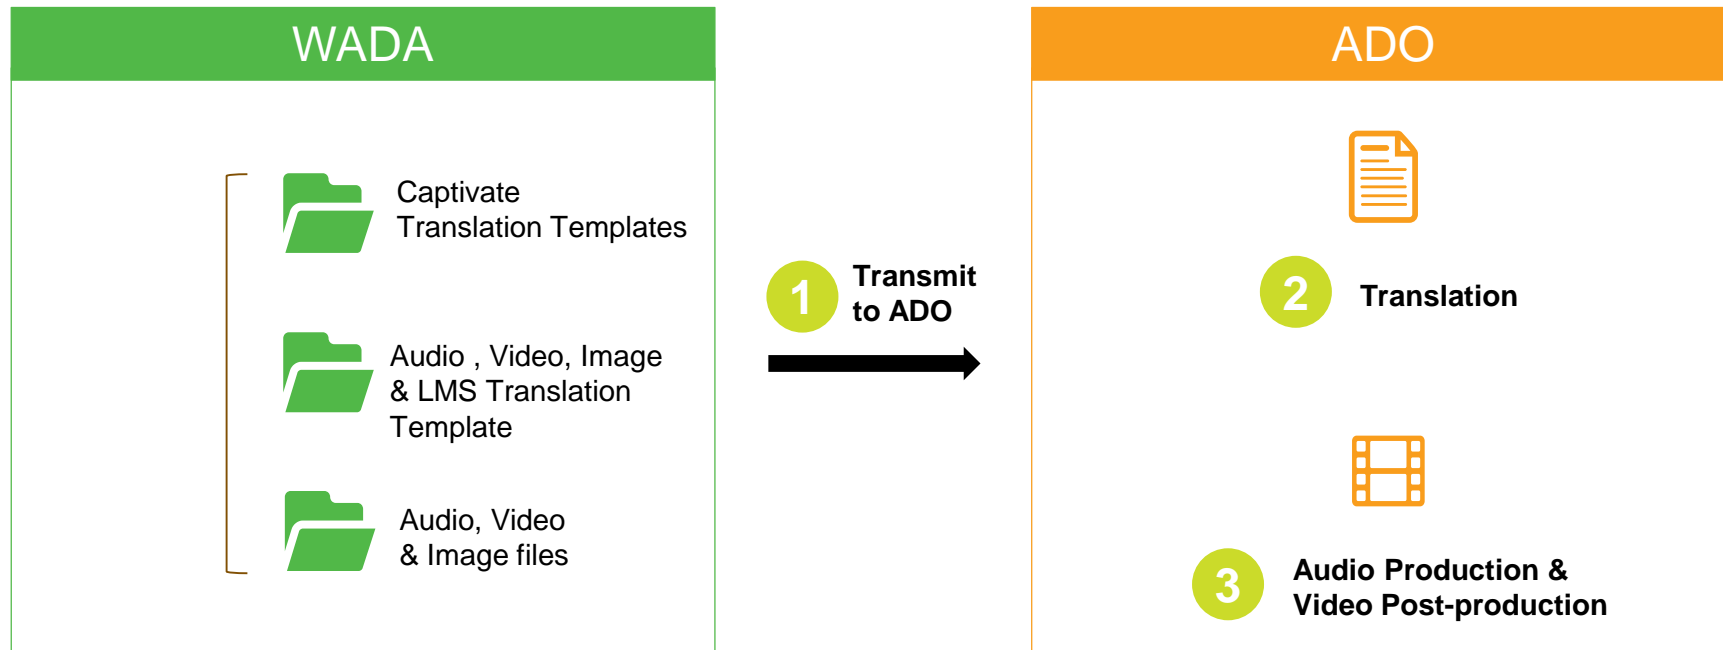 WADA
Captivate
Translation Templates
Audio , Video, Image
& LMS Translation
Template
Audio, Video
& Image files
1
Transmit
to ADO
ADO
2
Translation
3
Audio Production &
Video Post-production